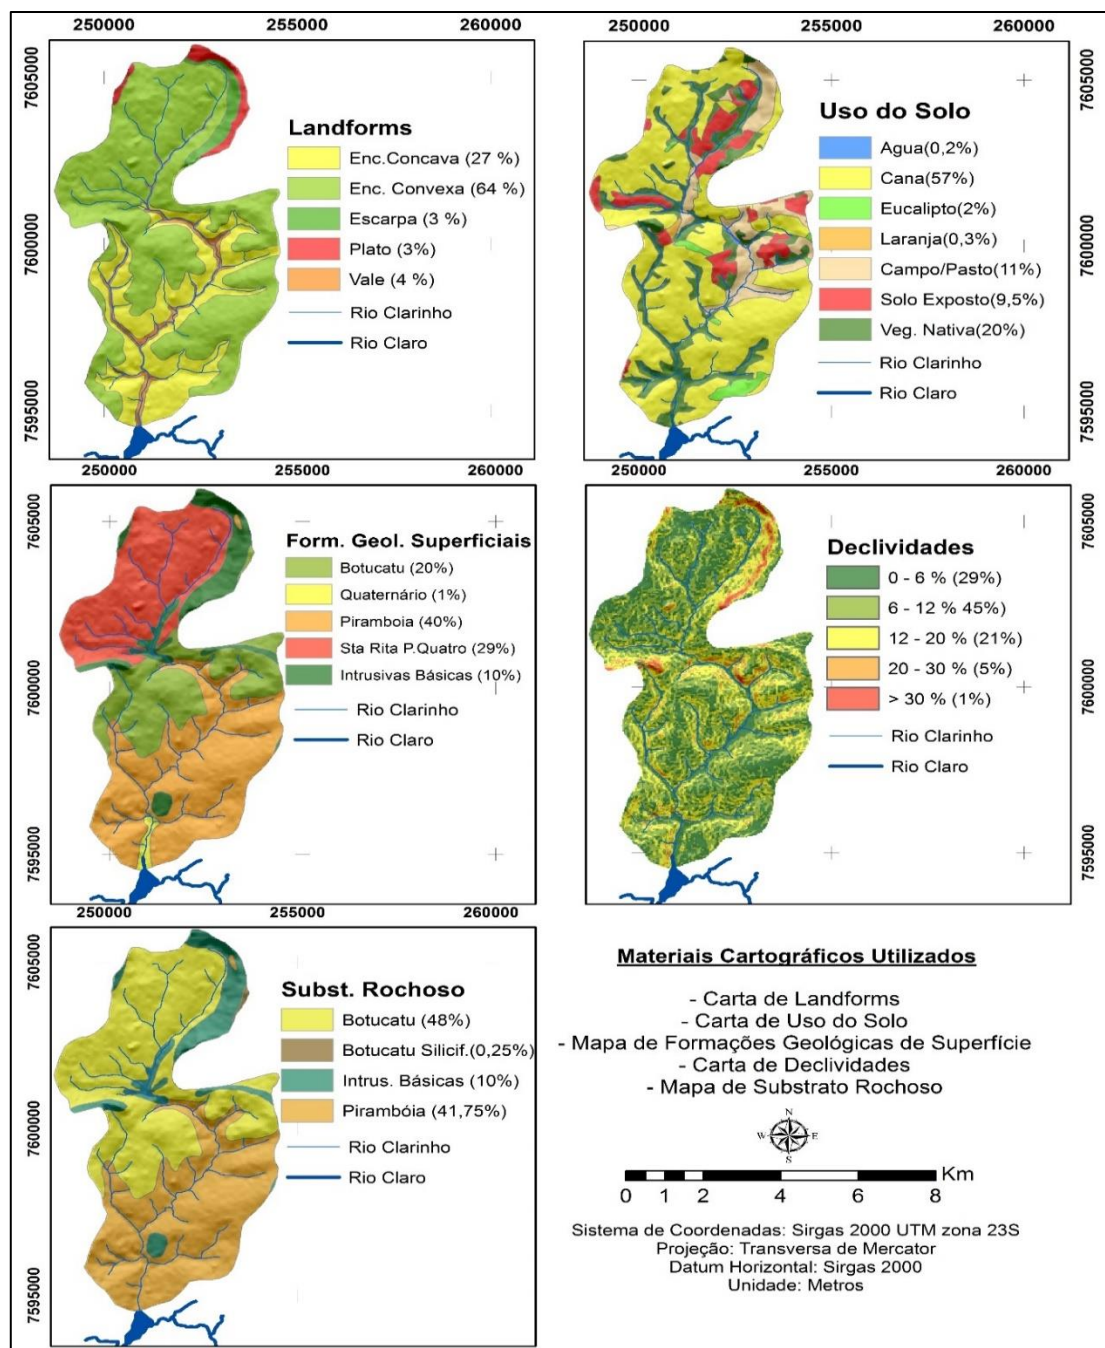 250000 255000 260000
7605000
7600000
7595000
Landforms
Enc.Concava (27 %)
Enc. Convexa (64 %)
Escarpa (3 %)
Plato (3%)
Vale (4 %)
Rio Clarinho
Rio Claro
250000 255000 260000
250000 255000 260000
7605000
7600000
7595000
Uso do Solo
Agua(0,2%)
Cana(57%)
Eucalipto(2%)
Laranja(0,3%)
Campo/Pasto(11%)
Solo Exposto(9,5%)
Veg. Nativa(20%)
Rio Clarinho
Rio Claro
250000 255000 260000
7605000
7600000
7595000
Form. Geol. Superficiais
Botucatu (20%)
Quaternário (1%)
Piramboia (40%)
Sta Rita P.Quatro (29%)
Intrusivas Básicas (10%)
Rio Clarinho
Rio Claro
250000 255000 260000
7605000
7600000
7595000
Declividades
0 - 6 % (29%)
6 - 12 % 45%)
12 - 20 % (21%)
20 - 30 % (5%)
> 30 % (1%)
Rio Clarinho
Rio Claro
7605000
7600000
7595000
Subst. Rochoso
Botucatu (48%)
Botucatu Silicif.(0,25%)
Intrus. Básicas (10%)
Pirambóia (41,75%)
Rio Clarinho
Rio Claro
Materiais Cartográficos Utilizados
- Carta de Landforms
- Carta de Uso do Solo
- Mapa de Formações Geológicas de Superfície
- Carta de Declividades
- Mapa de Substrato Rochoso
N
W E
S
Km
0 1 2 4 6 8
Sistema de Coordenadas: Sirgas 2000 UTM zona 23S
Projeção: Transversa de Mercator
Datum Horizontal: Sirgas 2000
Unidade: Metros